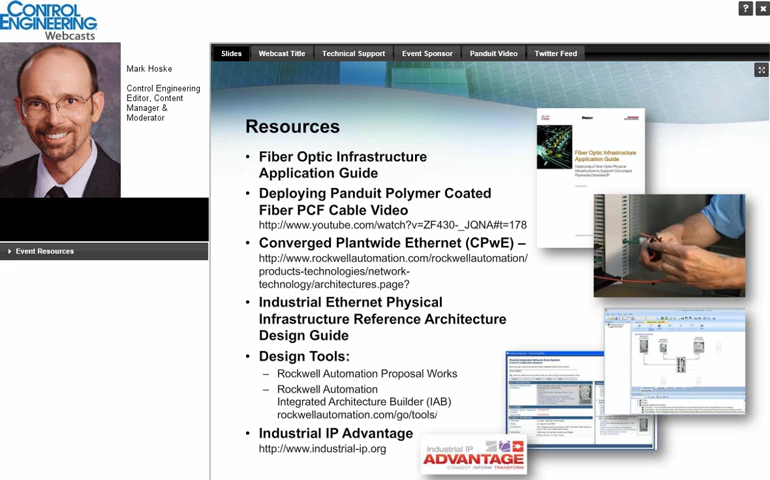 CONTROL
ENGINEERING
Webcasts
? ×
Mark Hoske
Control Engineering
Editor, Content
Manager &
Moderator
Event Resources
Slides Webcast Title Technical Support Event Sponsor Panduit Video Twitter Feed
Resources
• Fiber Optic Infrastructure
Application Guide
• Deploying Panduit Polymer Coated
Fiber PCF Cable Video
http://www.youtube.com/watch?v=ZF430-_JQNA#t=178
• Converged Plantwide Ethernet (CPwE) –
http://www.rockwellautomation.com/rockwellautomation/
products-technologies/network-
technology/architectures.page?
• Industrial Ethernet Physical
Infrastructure Reference Architecture
Design Guide
• Design Tools:
– Rockwell Automation Proposal Works
– Rockwell Automation
Integrated Architecture Builder (IAB)
rockwellautomation.com/go/tools/
• Industrial IP Advantage
http://www.industrial-ip.org
Fiber Optic Infrastructure
Application Guide
Industrial IP
ADVANTAGE
CONNECT INFORM TRANSFORM